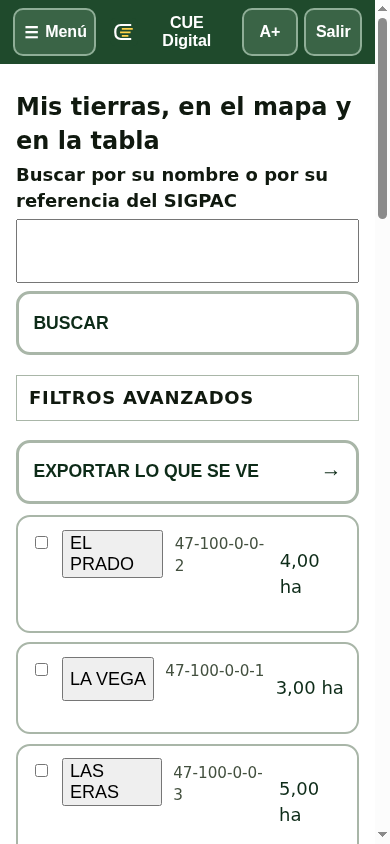 ☰ Menú
CUE
Digital
A+
Salir
Mis tierras, en el mapa y
en la tabla
Buscar por su nombre o por su
referencia del SIGPAC
BUSCAR
FILTROS AVANZADOS
EXPORTAR LO QUE SE VE →
EL
PRADO
47-100-0-0-
2
4,00
ha
LA VEGA
47-100-0-0-1
3,00 ha
LAS
ERAS
47-100-0-0-
3
5,00
ha